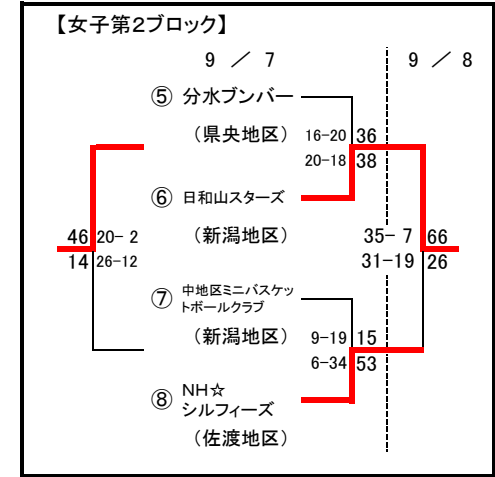 【女子第2ブロック】
9 ／ 7
9 ／ 8
⑤ 分水ブンバー
（県央地区）
16-20 36
20-18 38
⑥ 日和山スターズ
（新潟地区）
46 20- 2
14 26-12
35- 7 66
31-19 26
⑦ 中地区ミニバスケッ
トボールクラブ
（新潟地区）
9-19 15
6-34 53
⑧ NH☆
シルフィーズ
（佐渡地区）